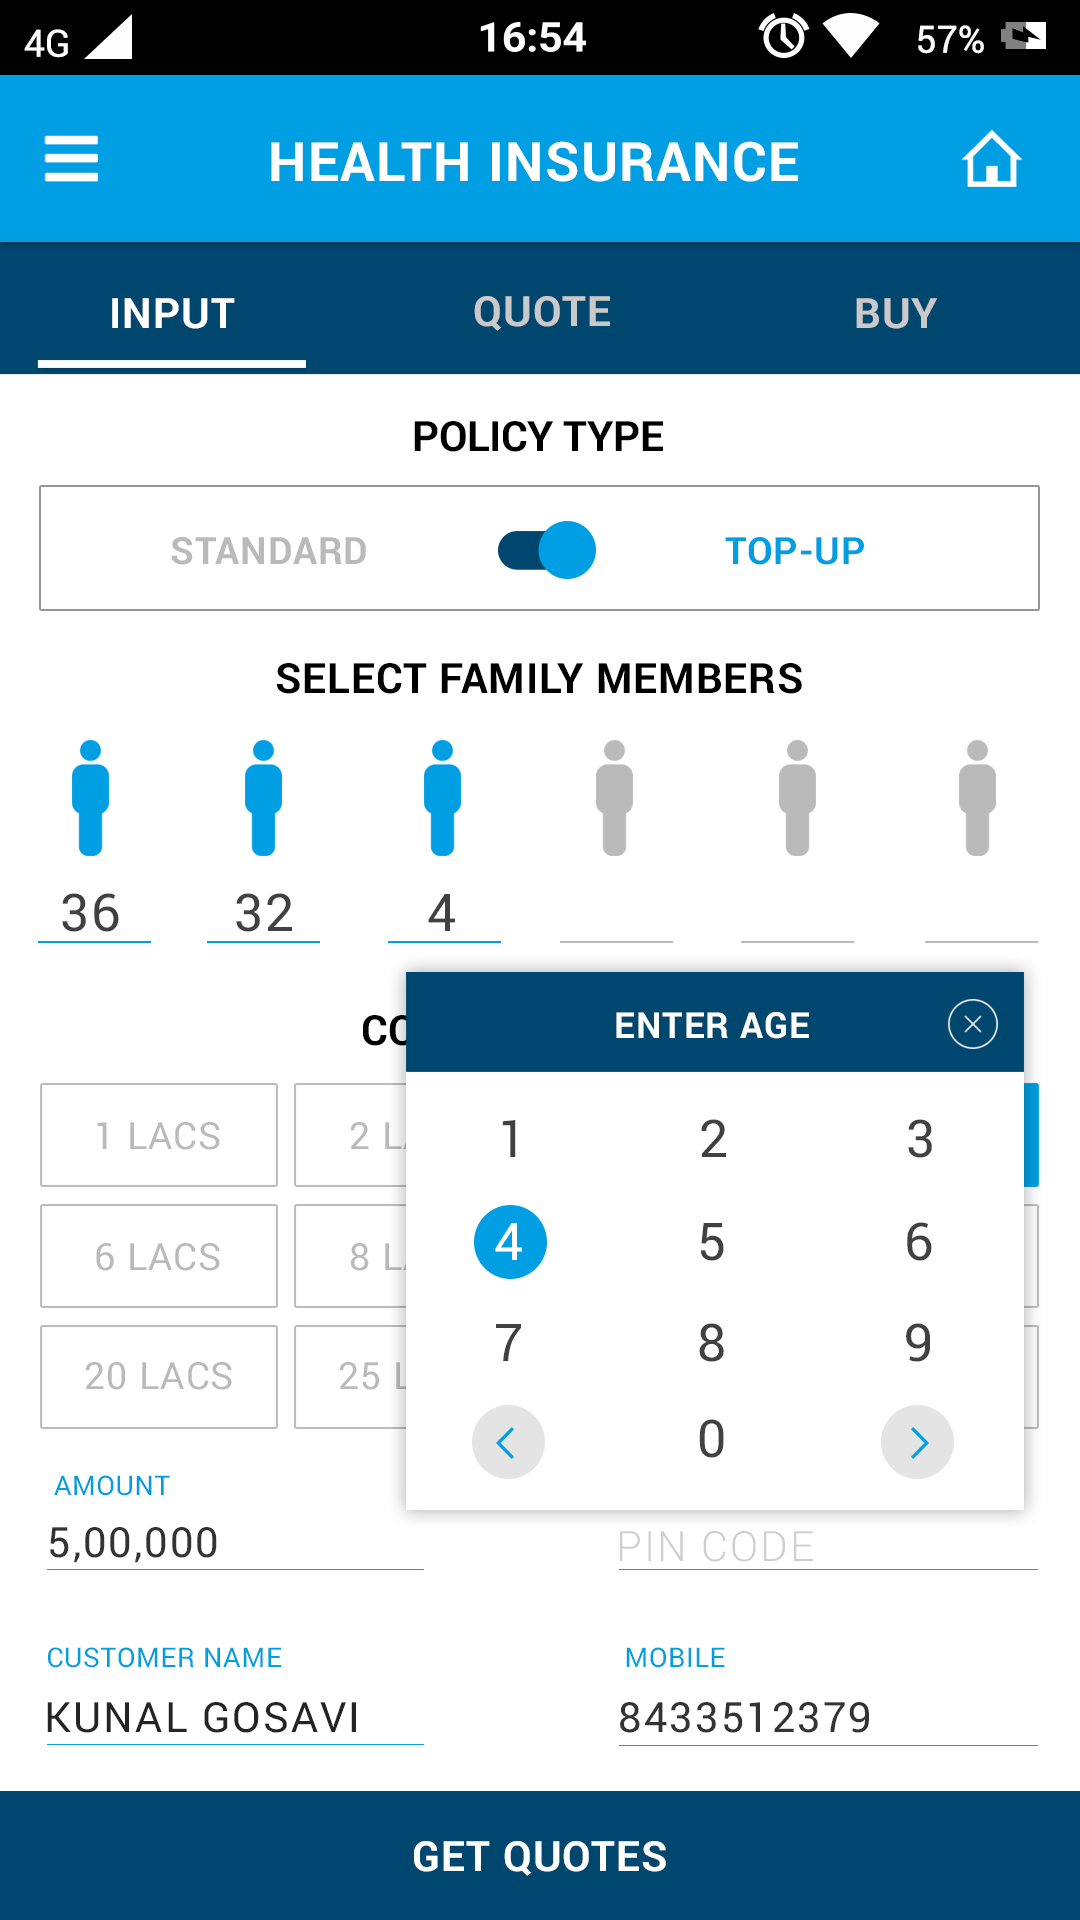 4G 16:54 57%
HEALTH INSURANCE
INPUT QUOTE BUY
POLICY TYPE
STANDARD TOP-UP
SELECT FAMILY MEMBERS
36 32 4
ENTER AGE
1 2 3
4 5 6
7 8 9
0
1 LACS 2
6 LACS 8
20 LACS 25
AMOUNT
5,00,000
PIN CODE
CUSTOMER NAME MOBILE
KUNAL GOSAVI 8433512379
GET QUOTES